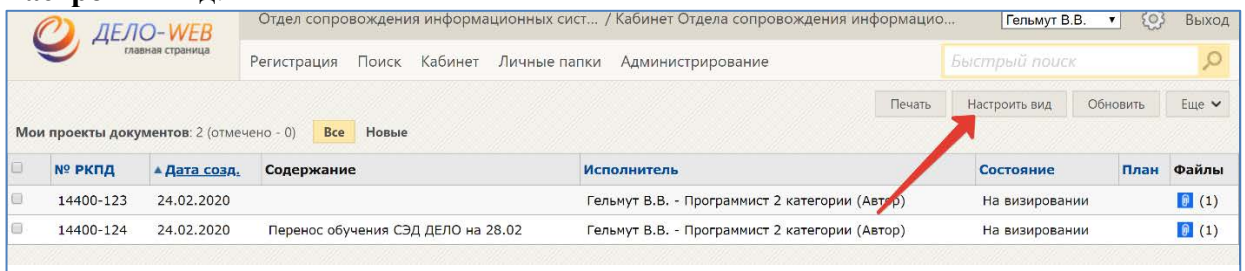 ДЕЛО-WEB
главная страница
Отдел сопровождения информационных сист... / Кабинет Отдела сопровождения информацио...
Гельмут В.В.
Выход
Регистрация Поиск Кабинет Личные папки Администрирование
Быстрый поиск
Печать Настроить вид Обновить Еще
Мои проекты документов: 2 (отмечено - 0) Все Новые
№ РКПД Дата созд. Содержание Исполнитель Состояние План Файлы
14400-123 24.02.2020 Гельмут В.В. - Программист 2 категории (Автор) На визировании (1)
14400-124 24.02.2020 Перенос обучения СЭД ДЕЛО на 28.02 Гельмут В.В. - Программист 2 категории (Автор) На визировании (1)